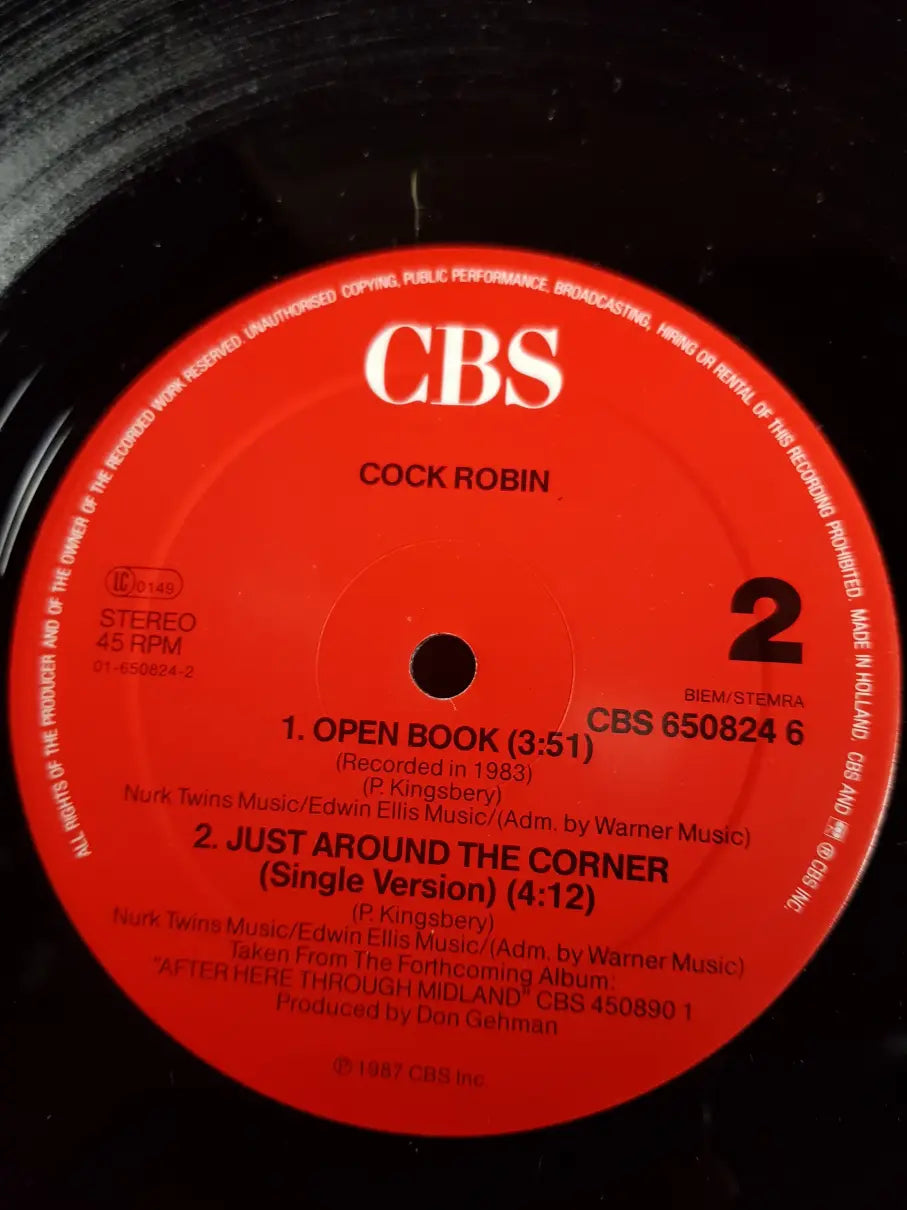 ALL RIGHTS OF THE PRODUCER AND OF THE OWNER OF THE RECORDED WORK RESERVED. UNAUTHORISED COPYING, PUBLIC PERFORMANCE, BROADCASTING, HIRING OR RENTAL OF THIS RECORDING PROHIBITED. MADE IN HOLLAND. CBS AND ℗ CBS INC.
CBS
COCK ROBIN
LC 0149
STEREO
45 RPM
01-650824-2
2
BIEM/STEMRA
CBS 650824 6
1. OPEN BOOK (3:51)
(Recorded in 1983)
(P. Kingsbery)
Nurk Twins Music/Edwin Ellis Music/(Adm. by Warner Music)
2. JUST AROUND THE CORNER
(Single Version) (4:12)
(P. Kingsbery)
Nurk Twins Music/Edwin Ellis Music/(Adm. by Warner Music)
Taken From The Forthcoming Album:
"AFTER HERE THROUGH MIDLAND" CBS 450890 1
Produced by Don Gehman
℗ 1987 CBS Inc.